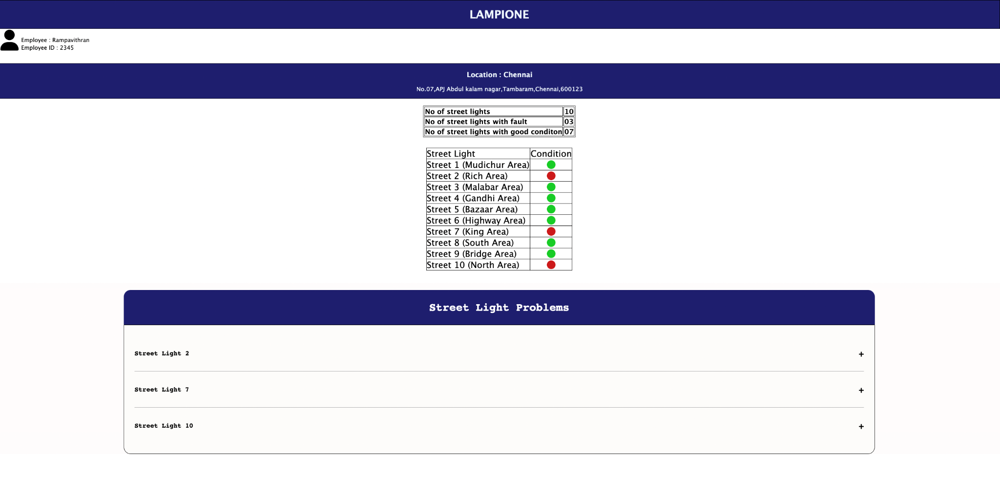 LAMPIONE
Employee : Rampavithran
Employee ID : 2345
Location : Chennai
No.07,APJ Abdul kalam nagar,Tambaram,Chennai,600123
No of street lights 10
No of street lights with fault 03
No of street lights with good conditon 07
Street Light Condition
Street 1 (Mudichur Area)
Street 2 (Rich Area)
Street 3 (Malabar Area)
Street 4 (Gandhi Area)
Street 5 (Bazaar Area)
Street 6 (Highway Area)
Street 7 (King Area)
Street 8 (South Area)
Street 9 (Bridge Area)
Street 10 (North Area)
Street Light Problems
Street Light 2 +
Street Light 7 +
Street Light 10 +